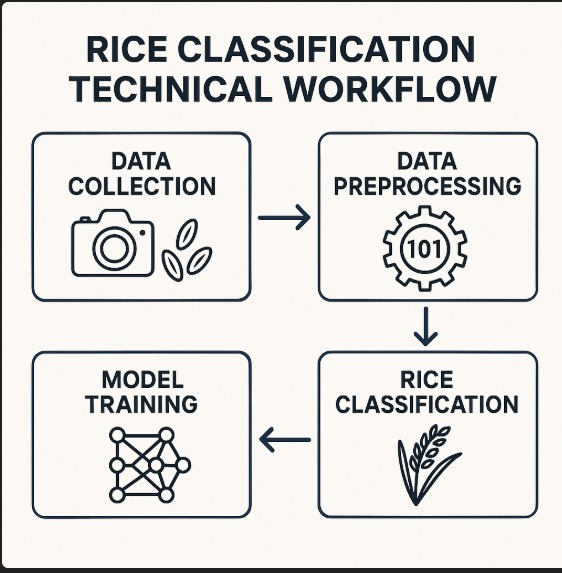 RICE CLASSIFICATION
TECHNICAL WORKFLOW
DATA
COLLECTION
DATA
PREPROCESSING
101
RICE
CLASSIFICATION
MODEL
TRAINING